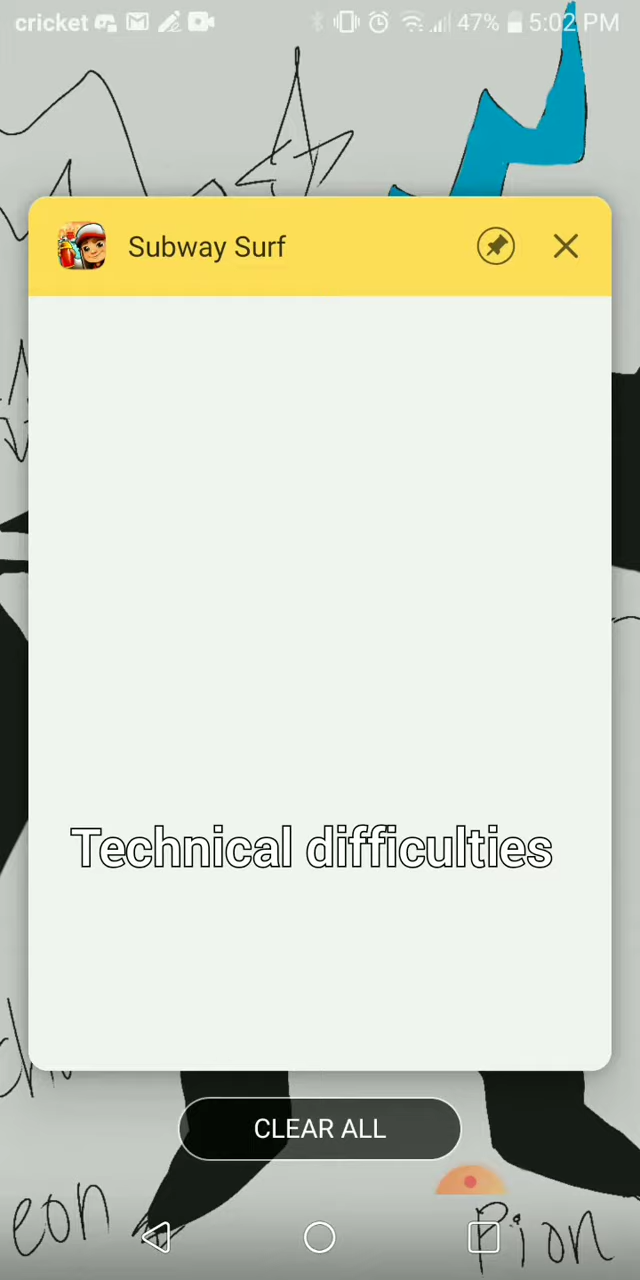 cricket 47% 5:02 PM
Subway Surf
Technical difficulties
CLEAR ALL
eon
Pion